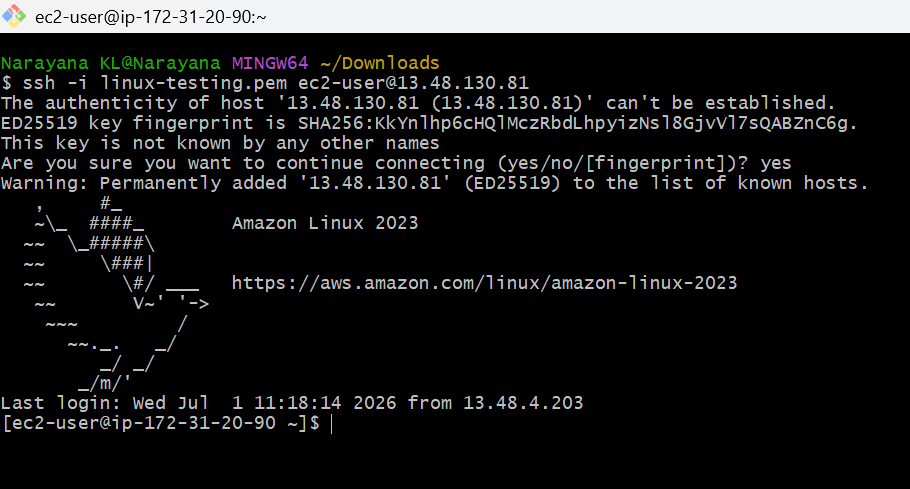 ec2-user@ip-172-31-20-90:~
Narayana KL@Narayana MINGW64 ~/Downloads
$ ssh -i linux-testing.pem ec2-user@13.48.130.81
The authenticity of host '13.48.130.81 (13.48.130.81)' can't be established.
ED25519 key fingerprint is SHA256:KkYnlhp6cHQlMczRbdLhpyizNsl8GjvVl7sQABZnC6g.
This key is not known by any other names
Are you sure you want to continue connecting (yes/no/[fingerprint])? yes
Warning: Permanently added '13.48.130.81' (ED25519) to the list of known hosts.
   ,     #_
   ~\_  ####_        Amazon Linux 2023
  ~~  \_#####\
  ~~     \###|
  ~~       \#/ ___   https://aws.amazon.com/linux/amazon-linux-2023
   ~~       V~' '->
    ~~~         /
      ~~._.   _/
         _/ _/
       _/m/'
Last login: Wed Jul  1 11:18:14 2026 from 13.48.4.203
[ec2-user@ip-172-31-20-90 ~]$